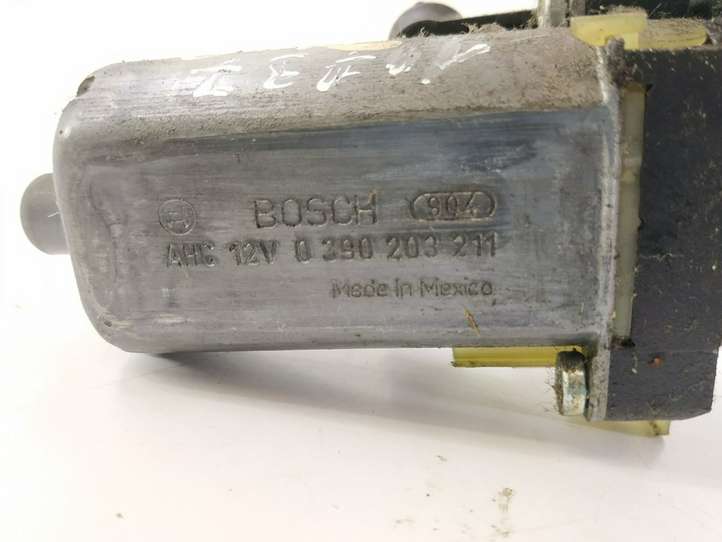 BOSCH 904
AHC 12V 0 390 203 211
Made in Mexico